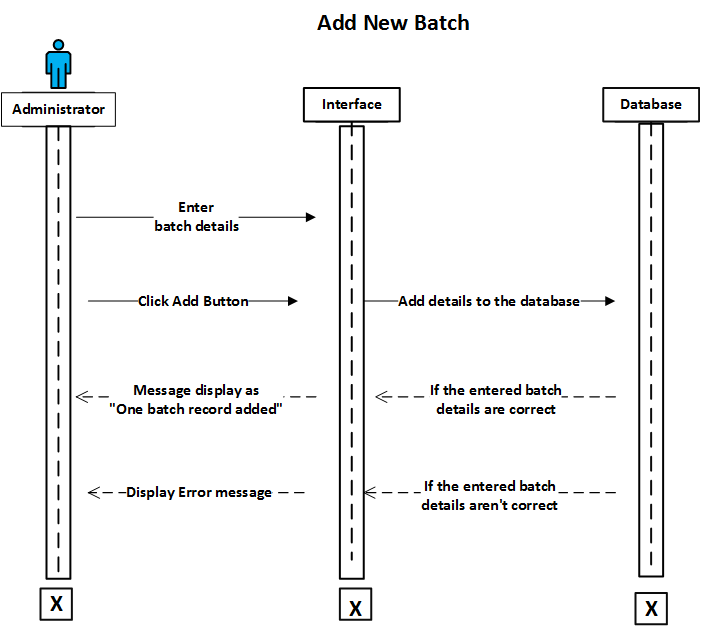 Add New Batch
Administrator
Interface
Database
Enter
batch details
Click Add Button
Add details to the database
Message display as
"One batch record added"
If the entered batch
details are correct
Display Error message
If the entered batch
details aren't correct
X
X
X